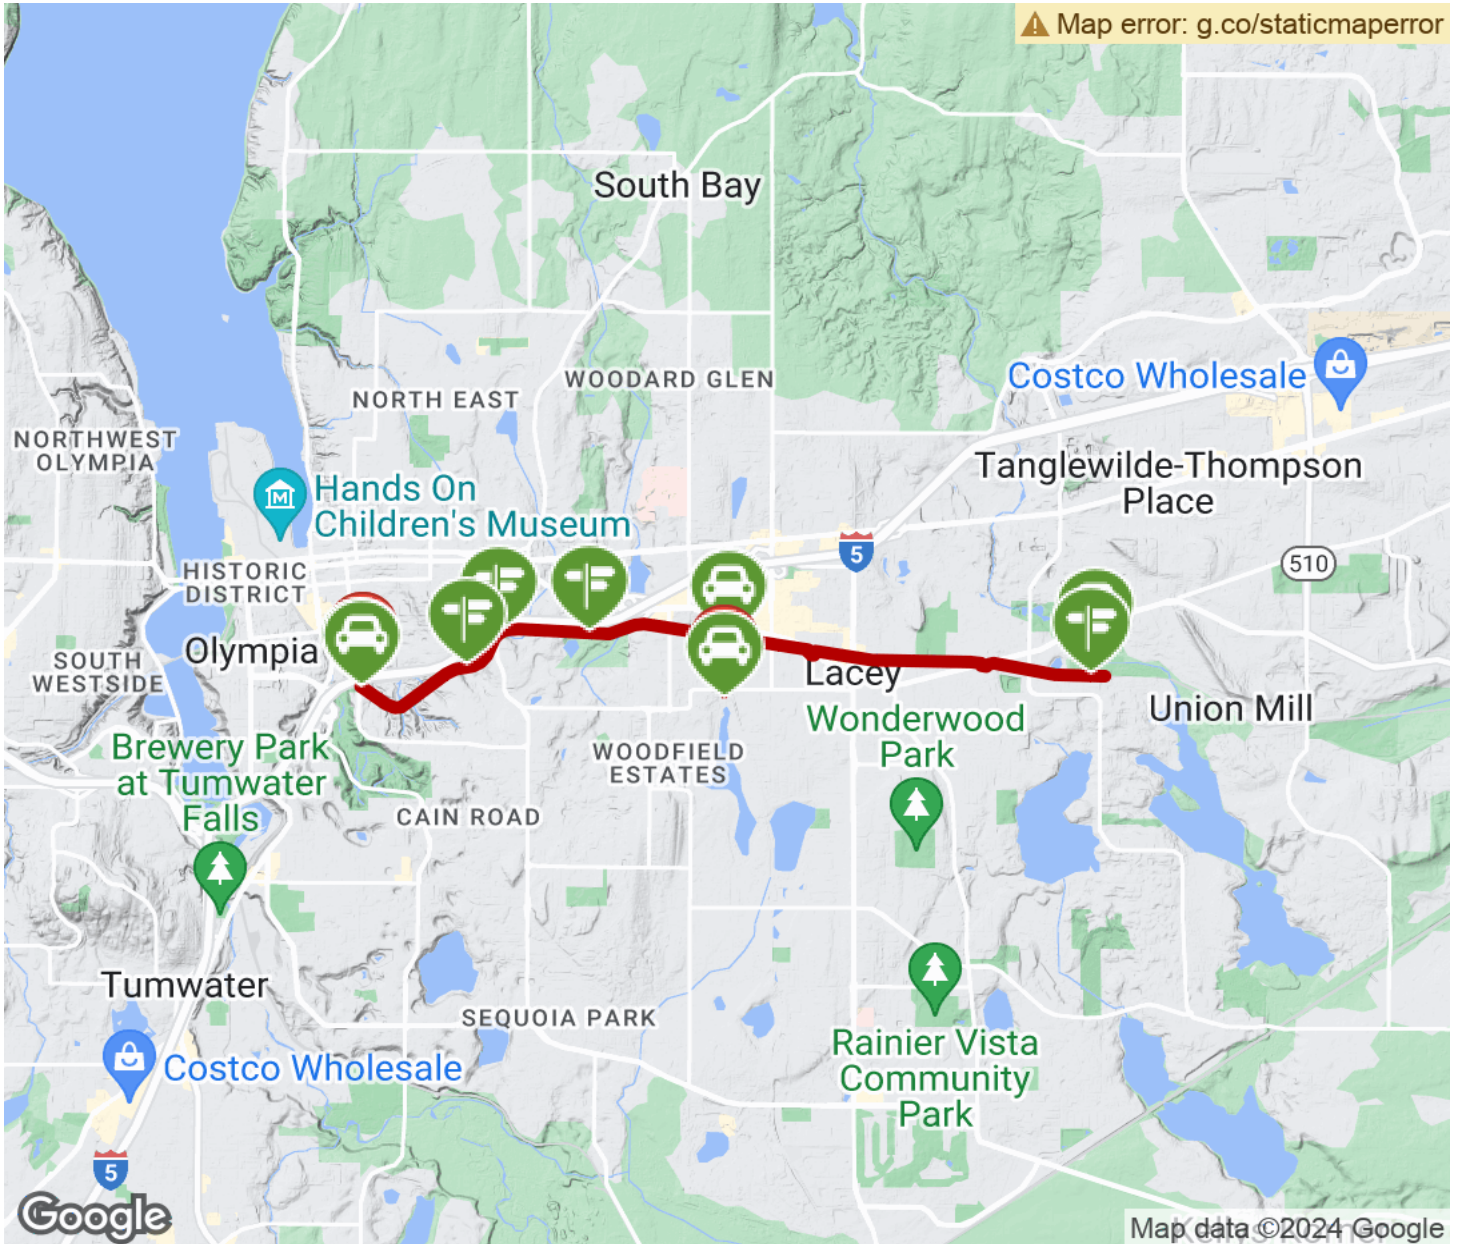 Map error: g.co/staticmaperror
South Bay
WOODARD GLEN
Costco Wholesale
NORTH EAST
NORTHWEST
OLYMPIA
Tanglewilde-Thompson
Place
Hands On
Children's Museum
M
5
510
HISTORIC
DISTRICT
Olympia
SOUTH
WESTSIDE
Lacey
Union Mill
Wonderwood
Park
Brewery Park
at Tumwater
Falls
WOODFIELD
ESTATES
CAIN ROAD
Tumwater
SEQUOIA PARK
Rainier Vista
Community
Park
Costco Wholesale
5
Google
Map data ©2024 Google